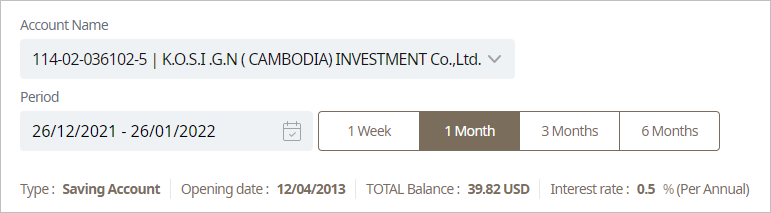 Account Name
114-02-036102-5 | K.O.S.I .G.N ( CAMBODIA) INVESTMENT Co.,Ltd.
Period
26/12/2021 - 26/01/2022 1 Week 1 Month 3 Months 6 Months
Type : Saving Account Opening date : 12/04/2013 TOTAL Balance : 39.82 USD Interest rate : 0.5 % (Per Annual)